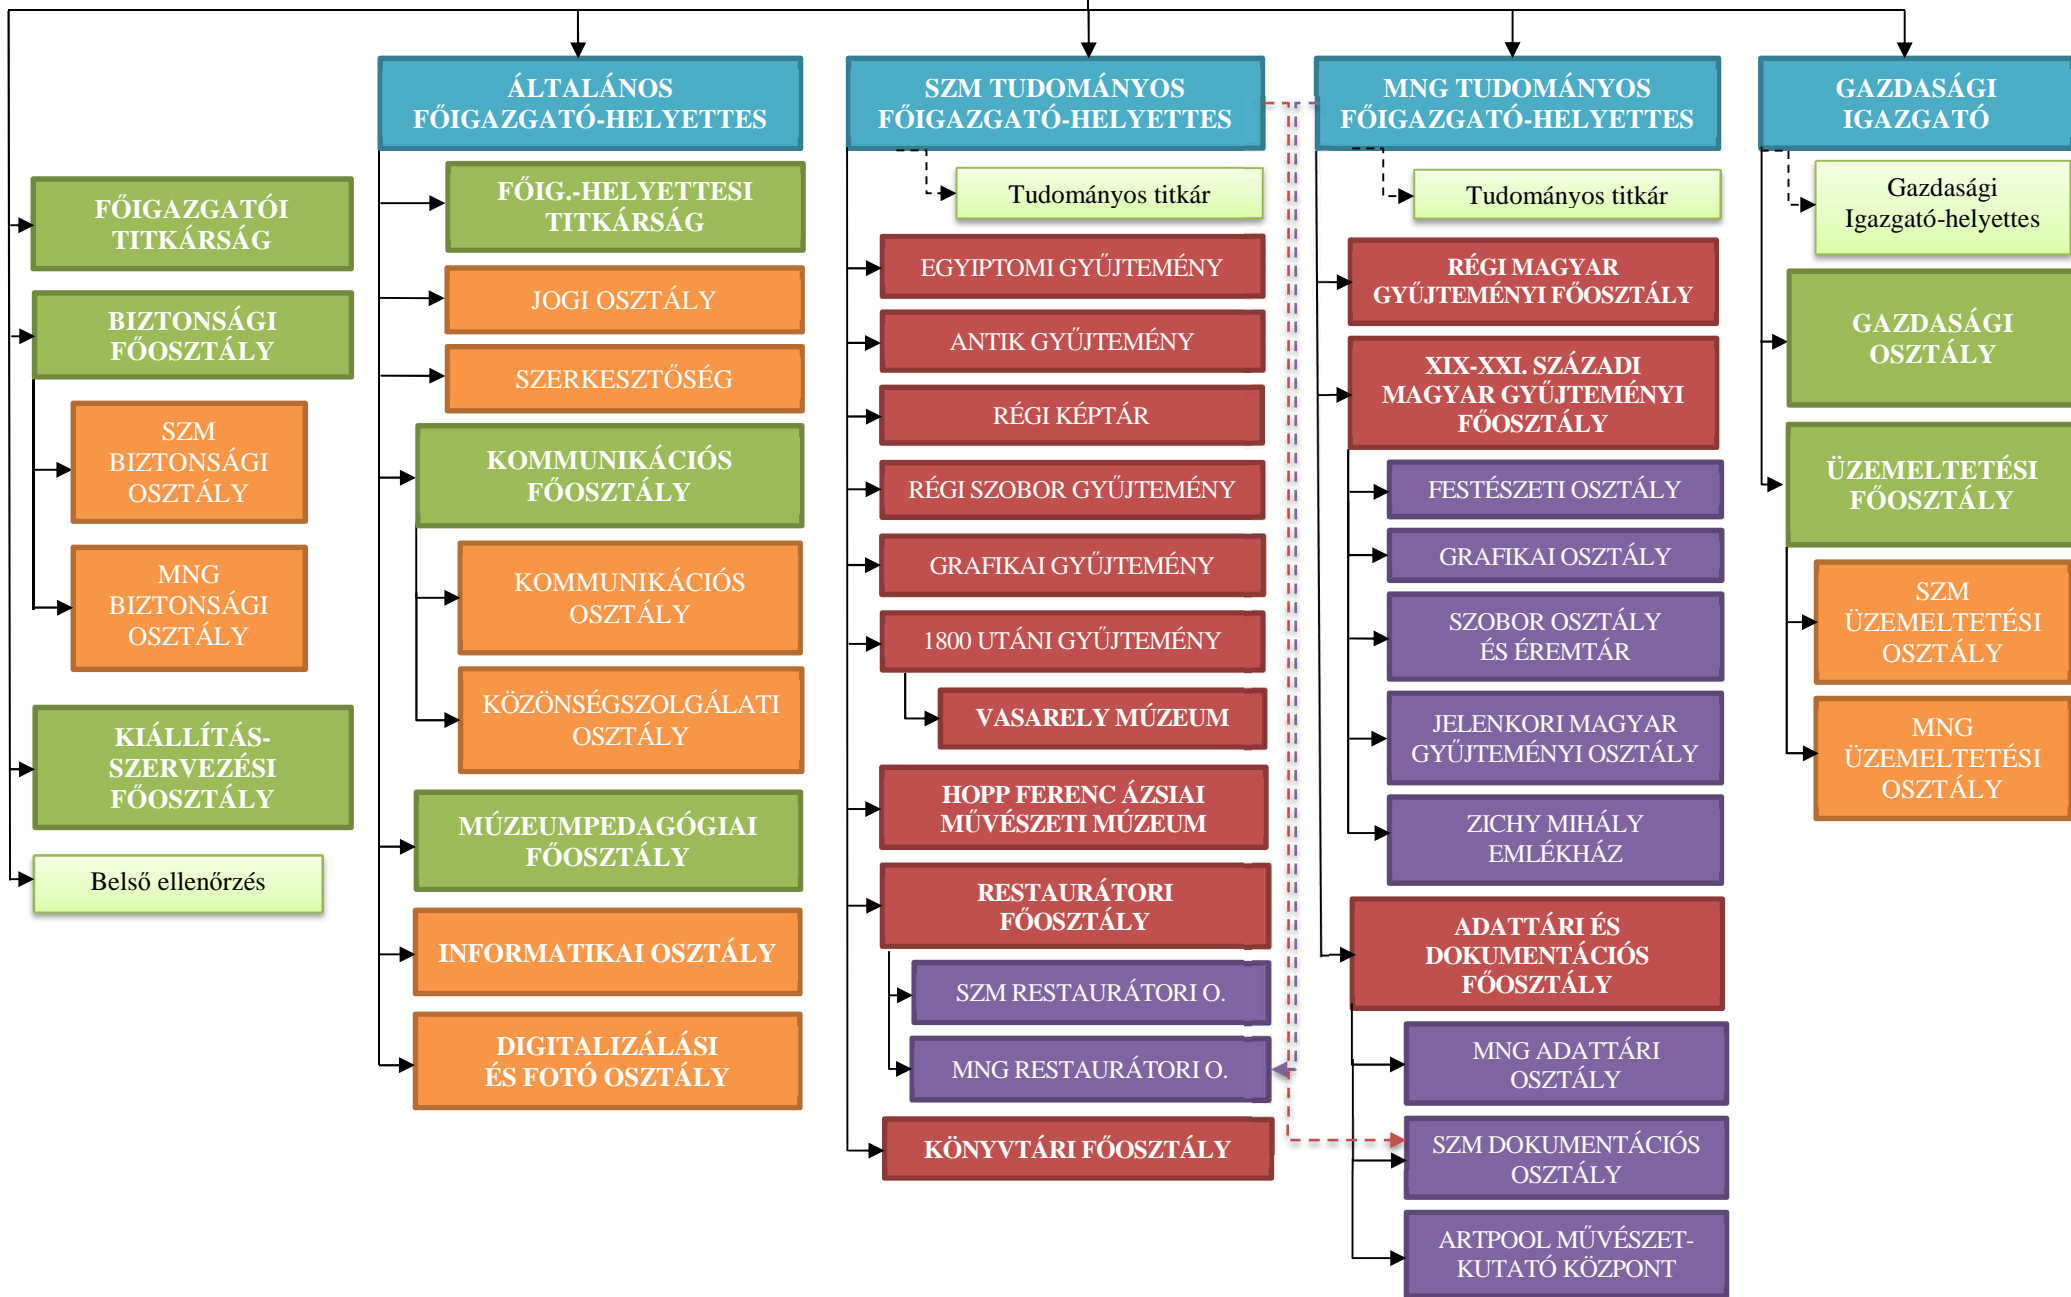 FŐIGAZGATÓI
TITKÁRSÁG
BIZTONSÁGI
FŐOSZTÁLY
SZM
BIZTONSÁGI
OSZTÁLY
MNG
BIZTONSÁGI
OSZTÁLY
KIÁLLÍTÁS-
SZERVEZÉSI
FŐOSZTÁLY
Belső ellenőrzés
ÁLTALÁNOS
FŐIGAZGATÓ-HELYETTES
FŐIG.-HELYETTESI
TITKÁRSÁG
JOGI OSZTÁLY
SZERKESZTŐSÉG
KOMMUNIKÁCIÓS
FŐOSZTÁLY
KOMMUNIKÁCIÓS
OSZTÁLY
KÖZÖNSÉGSZOLGÁLATI
OSZTÁLY
MÚZEUMPEDAGÓGIAI
FŐOSZTÁLY
INFORMATIKAI OSZTÁLY
DIGITALIZÁLÁSI
ÉS FOTÓ OSZTÁLY
SZM TUDOMÁNYOS
FŐIGAZGATÓ-HELYETTES
Tudományos titkár
EGYIPTOMI GYŰJTEMÉNY
ANTIK GYŰJTEMÉNY
RÉGI KÉPTÁR
RÉGI SZOBOR GYŰJTEMÉNY
GRAFIKAI GYŰJTEMÉNY
1800 UTÁNI GYŰJTEMÉNY
VASARELY MÚZEUM
HOPP FERENC ÁZSIAI
MŰVÉSZETI MÚZEUM
RESTAURÁTORI
FŐOSZTÁLY
SZM RESTAURÁTORI O.
MNG RESTAURÁTORI O.
KÖNYVTÁRI FŐOSZTÁLY
MNG TUDOMÁNYOS
FŐIGAZGATÓ-HELYETTES
Tudományos titkár
RÉGI MAGYAR
GYŰJTEMÉNYI FŐOSZTÁLY
XIX-XXI. SZÁZADI
MAGYAR GYŰJTEMÉNYI
FŐOSZTÁLY
FESTÉSZETI OSZTÁLY
GRAFIKAI OSZTÁLY
SZOBOR OSZTÁLY
ÉS ÉREMTÁR
JELENKORI MAGYAR
GYŰJTEMÉNYI OSZTÁLY
ZICHY MIHÁLY
EMLÉKHÁZ
ADATTÁRI ÉS
DOKUMENTÁCIÓS
FŐOSZTÁLY
MNG ADATTÁRI
OSZTÁLY
SZM DOKUMENTÁCIÓS
OSZTÁLY
ARTPOOL MŰVÉSZET-
KUTATÓ KÖZPONT
GAZDASÁGI
IGAZGATÓ
Gazdasági
Igazgató-helyettes
GAZDASÁGI
OSZTÁLY
ÜZEMELTETÉSI
FŐOSZTÁLY
SZM
ÜZEMELTETÉSI
OSZTÁLY
MNG
ÜZEMELTETÉSI
OSZTÁLY